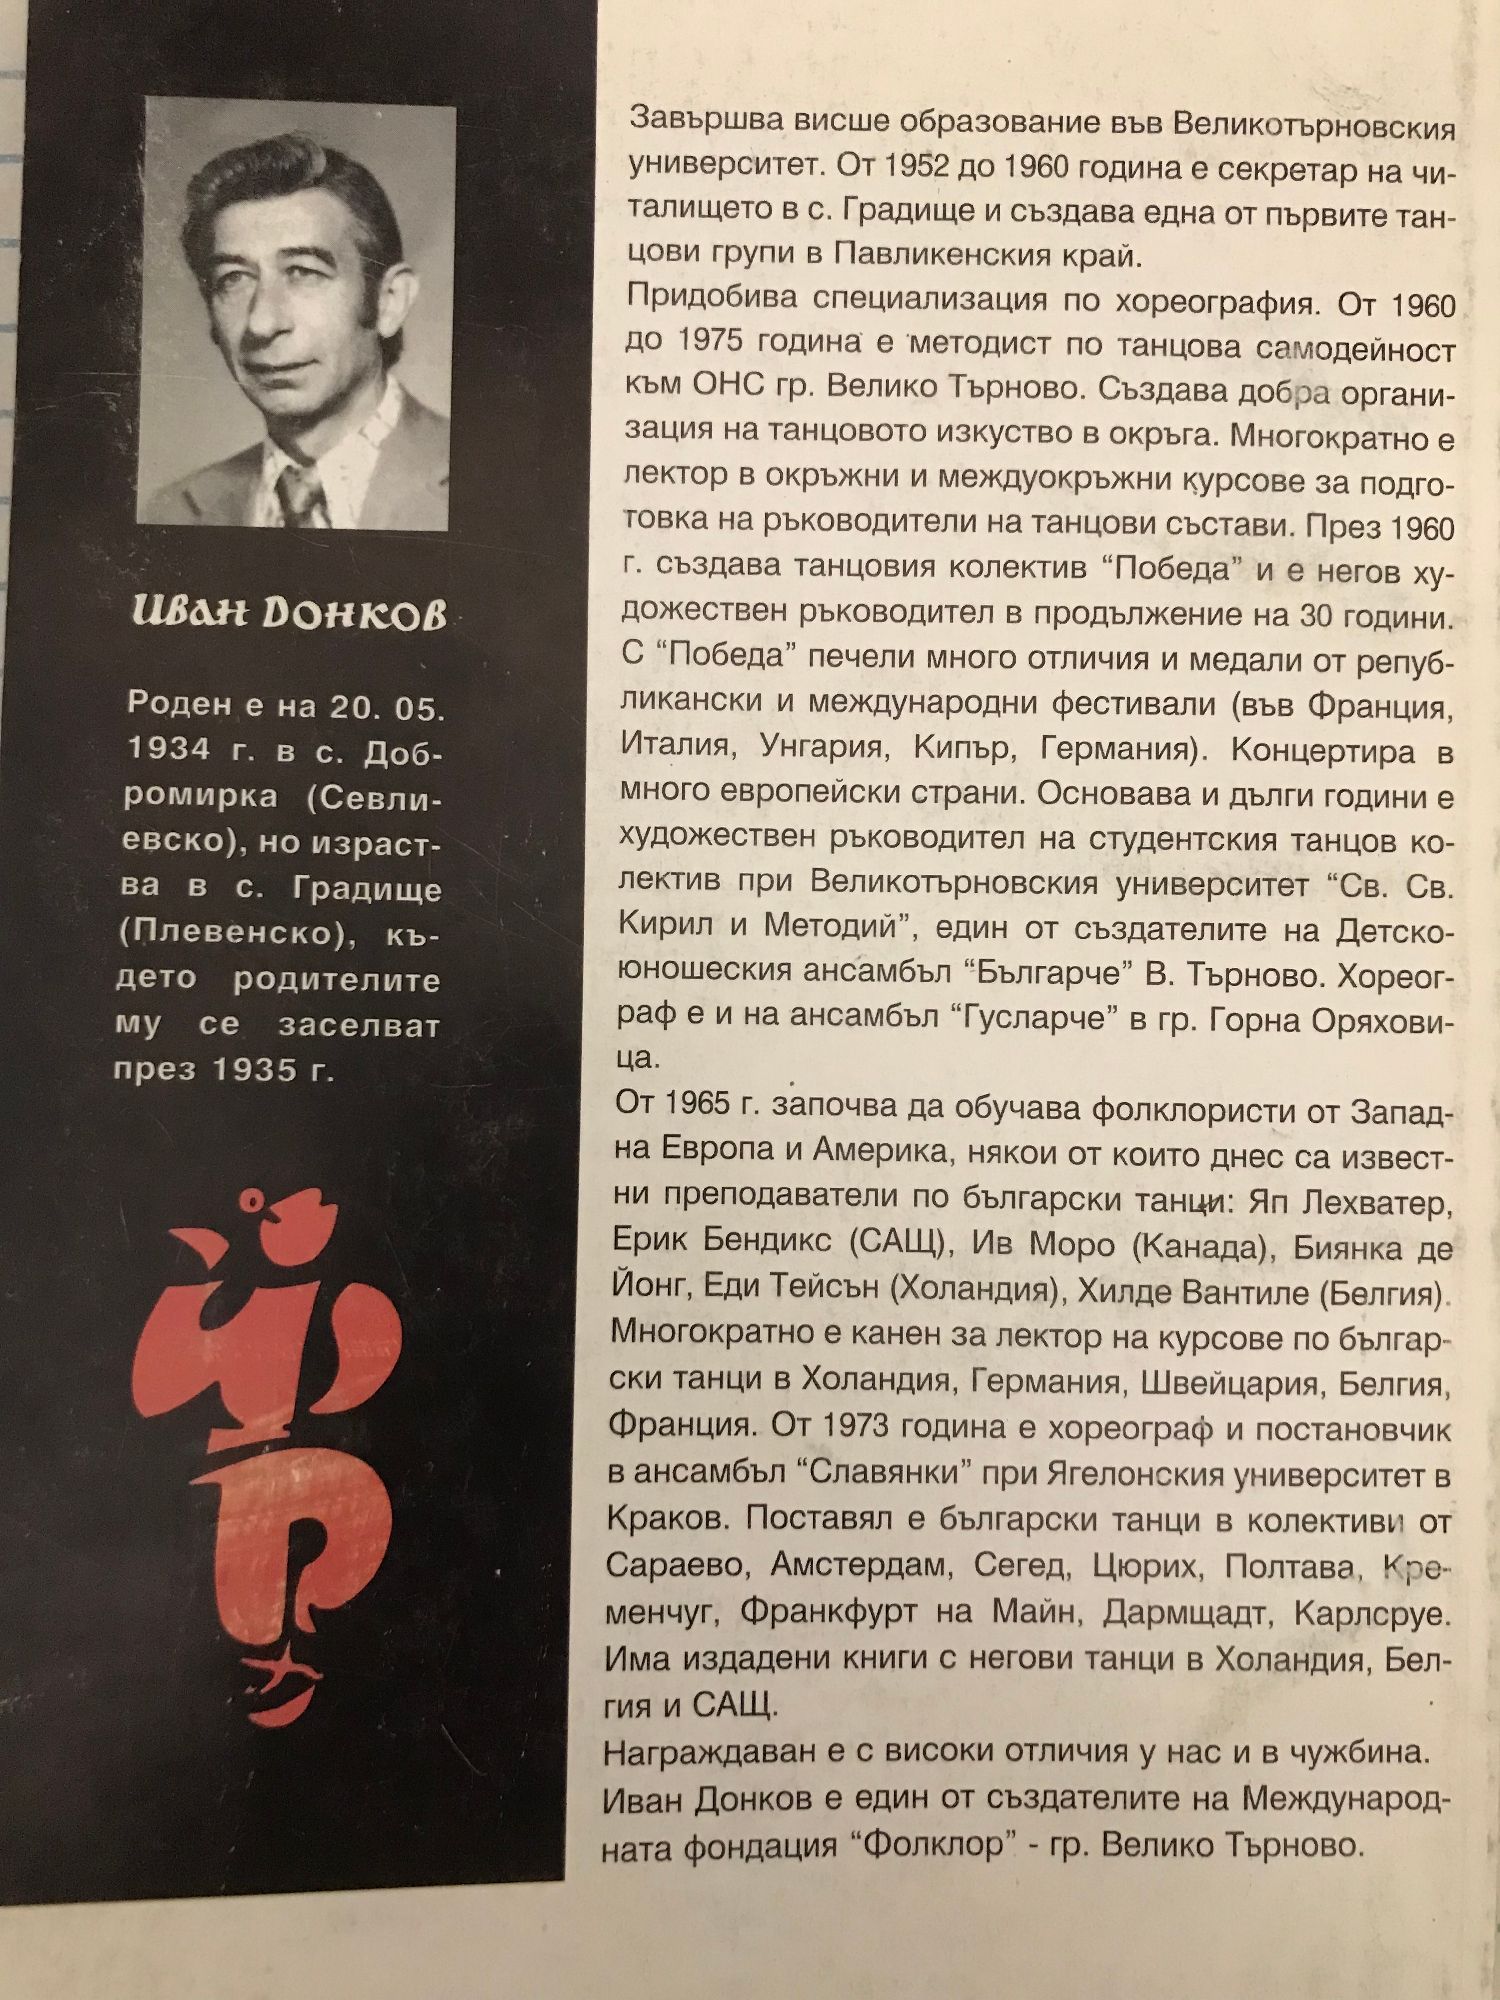 Иван Донков
Роден е на 20. 05.
1934 г. в с. Доб-
ромирка (Севли-
евско), но израст-
ва в с. Градище
(Плевенско), къ-
дето родителите
му се заселват
през 1935 г.
Завършва висше образование във Великотърновския
университет. От 1952 до 1960 година е секретар на чи-
талището в с. Градище и създава една от първите тан-
цови групи в Павликенския край.
Придобива специализация по хореография. От 1960
до 1975 година е методист по танцова самодейност
към ОНС гр. Велико Търново. Създава добра органи-
зация на танцовото изкуство в окръга. Многократно е
лектор в окръжни и междуокръжни курсове за подго-
товка на ръководители на танцови състави. През 1960
г. създава танцовия колектив “Победа” и е негов ху-
дожествен ръководител в продължение на 30 години.
С “Победа” печели много отличия и медали от репуб-
ликански и международни фестивали (във Франция,
Италия, Унгария, Кипър, Германия). Концертира в
много европейски страни. Основава и дълги години е
художествен ръководител на студентския танцов ко-
лектив при Великотърновския университет “Св. Св.
Кирил и Методий”, един от създателите на Детско-
юношеския ансамбъл “Българче” В. Търново. Хореог-
раф е и на ансамбъл “Гусларче” в гр. Горна Оряхови-
ца.
От 1965 г. започва да обучава фолклористи от Запад-
на Европа и Америка, някои от които днес са извест-
ни преподаватели по български танци: Яп Лехватер,
Ерик Бендикс (САЩ), Ив Моро (Канада), Биянка де
Йонг, Еди Тейсън (Холандия), Хилде Вантиле (Белгия).
Многократно е канен за лектор на курсове по българ-
ски танци в Холандия, Германия, Швейцария, Белгия,
Франция. От 1973 година е хореограф и постановчик
в ансамбъл “Славянки” при Ягелонския университет в
Краков. Поставял е български танци в колективи от
Сараево, Амстердам, Сегед, Цюрих, Полтава, Кре-
менчуг, Франкфурт на Майн, Дармщадт, Карлсруе.
Има издадени книги с негови танци в Холандия, Бел-
гия и САЩ.
Награждаван е с високи отличия у нас и в чужбина.
Иван Донков е един от създателите на Международ-
ната фондация “Фолклор” - гр. Велико Търново.